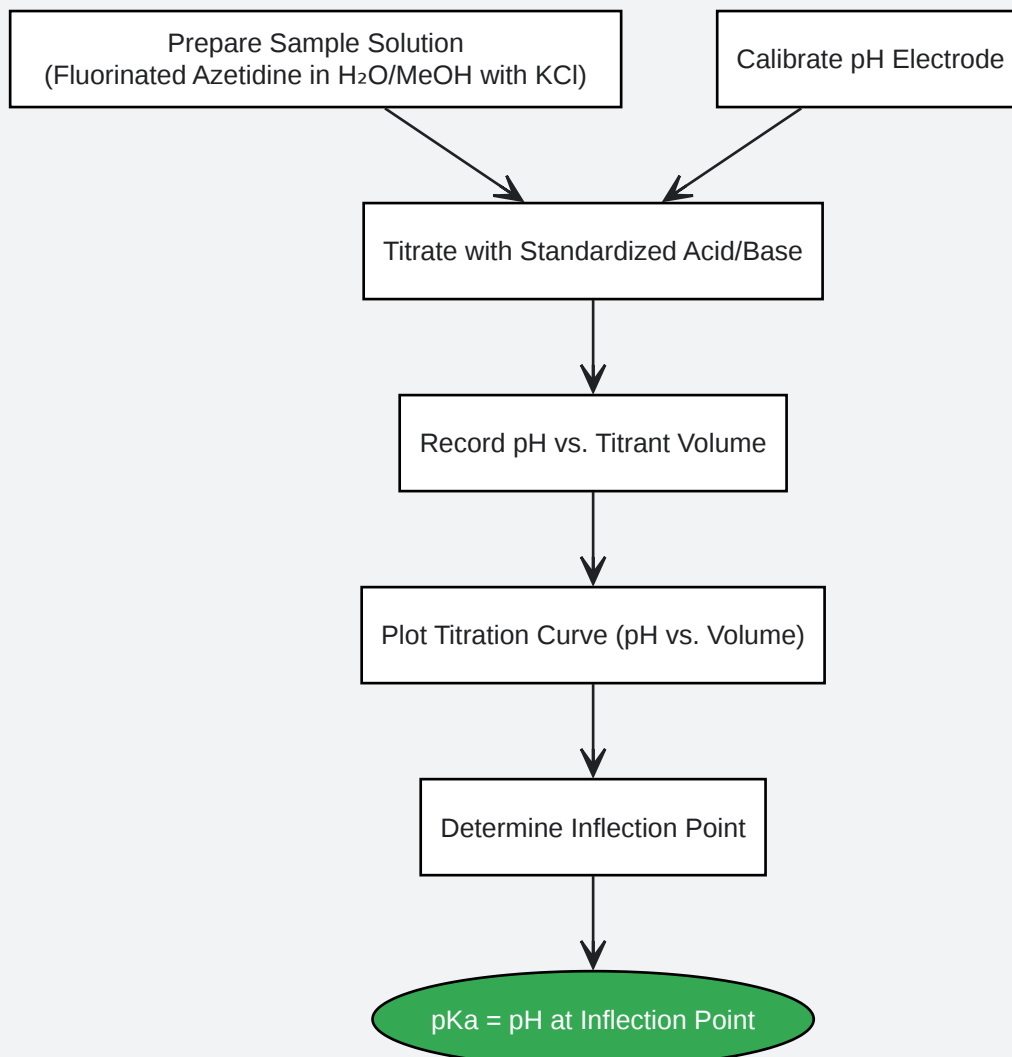 Prepare Sample Solution
(Fluorinated Azetidine in H₂O/MeOH with KCl)
Calibrate pH Electrode
Titrate with Standardized Acid/Base
Record pH vs. Titrant Volume
Plot Titration Curve (pH vs. Volume)
Determine Inflection Point
pKa = pH at Inflection Point